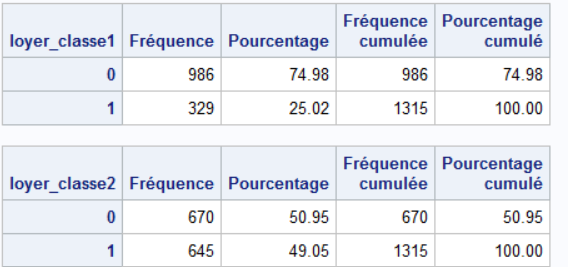 loyer_classe1 Fréquence Pourcentage Fréquence cumulée Pourcentage cumulé
0 986 74.98 986 74.98
1 329 25.02 1315 100.00
loyer_classe2 Fréquence Pourcentage Fréquence cumulée Pourcentage cumulé
0 670 50.95 670 50.95
1 645 49.05 1315 100.00